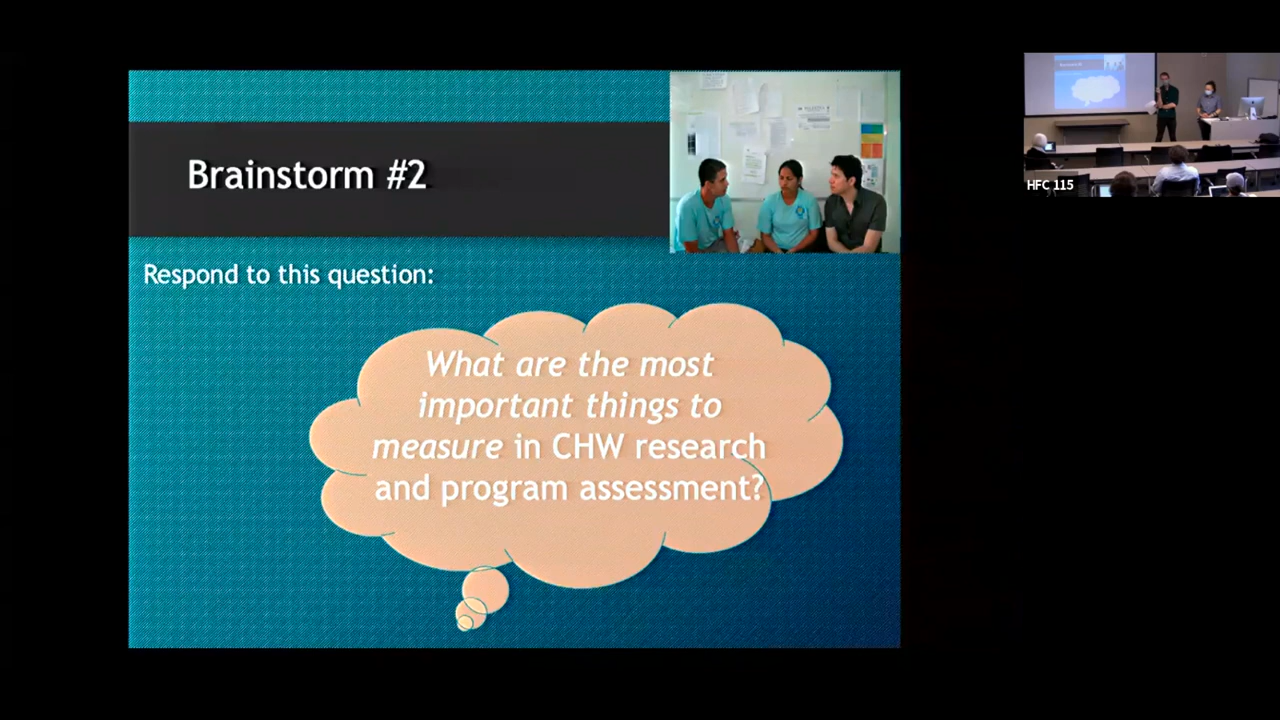 Brainstorm #2
Respond to this question:
What are the most
important things to
measure in CHW research
and program assessment?
HFC 115